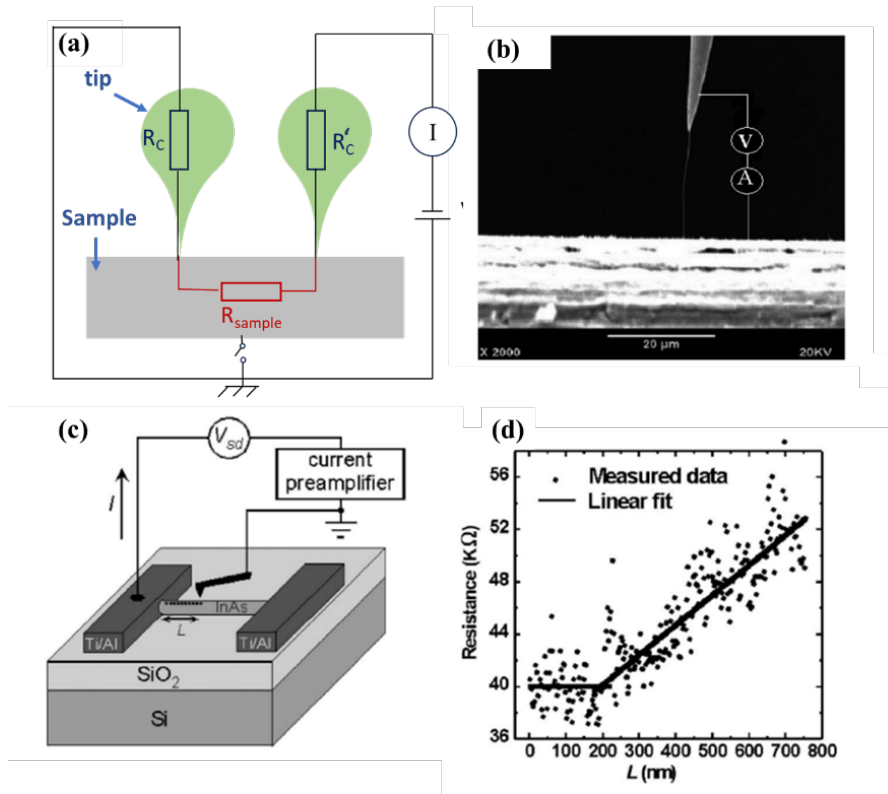 (a)
tip
R_C
R'_C
I
Sample
R_sample
(b)
V
A
X 2000
20 μm
20KV
(c)
V_sd
current
preamplifier
I
InAs
L
Ti/Al
Ti/Al
SiO₂
Si
(d)
Measured data
Linear fit
Resistance (KΩ)
56
52
48
44
40
36
0 100 200 300 400 500 600 700 800
L (nm)